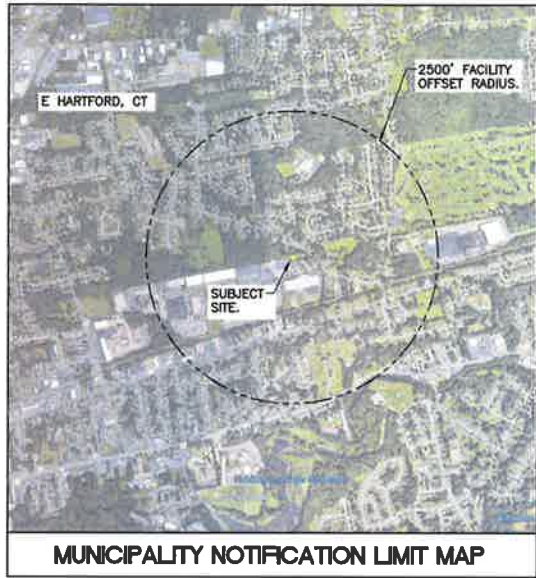 2500' FACILITY
OFFSET RADIUS.
E HARTFORD, CT
SUBJECT
SITE.
MUNICIPALITY NOTIFICATION LIMIT MAP